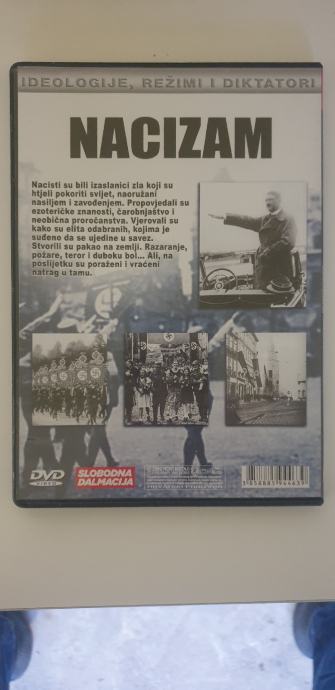 IDEOLOGIJE, REŽIMI I DIKTATORI
NACIZAM
Nacisti su bili izaslanici zla koji su
htjeli pokoriti svijet, naoružani
nasiljem i zavođenjem. Propovjedali su
ezoteričke znanosti, čarobnjaštvo i
neobična proročanstva. Vjerovali su
kako su elita odabranih, kojima je
suđeno da se ujedine u savez.
Stvorili su pakao na zemlji. Razaranje,
požare, teror i duboku bol... Ali, na
poslijetku su poraženi i vraćeni
natrag u tamu.
DVD
VIDEO
SLOBODNA
DALMACIJA